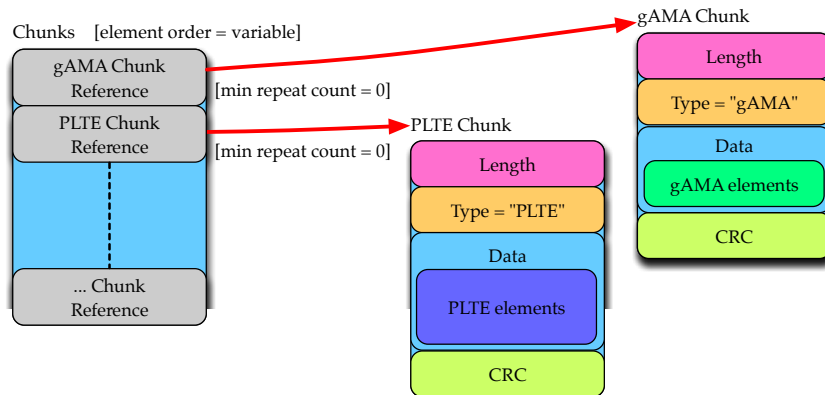 Chunks [element order = variable]
gAMA Chunk
Reference
[min repeat count = 0]
PLTE Chunk
Reference
[min repeat count = 0]
... Chunk
Reference
PLTE Chunk
Length
Type = "PLTE"
Data
PLTE elements
CRC
gAMA Chunk
Length
Type = "gAMA"
Data
gAMA elements
CRC